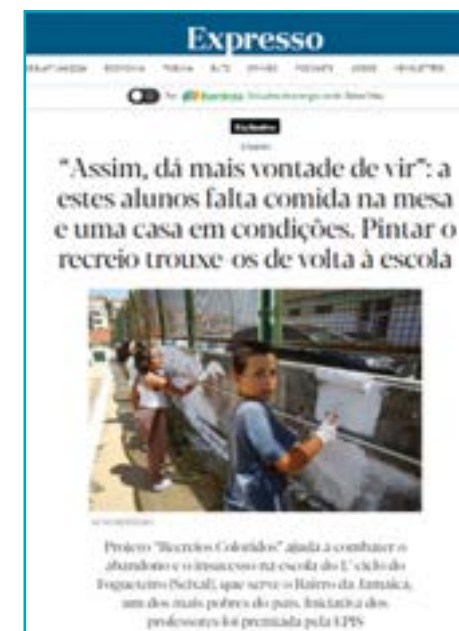 Expresso
Exclusivo
“Assim, dá mais vontade de vir”: a
estes alunos falta comida na mesa
e uma casa em condições. Pintar o
recreio trouxe-os de volta à escola
Projeto “Recreios Coloridos” ajuda a combater o
abandono e o insucesso na escola do 1.º ciclo do
Fogueteiro (Seixal), que serve o Bairro da Jamaica,
um dos mais pobres do país. Iniciativa dos
professores foi premiada pela EPIS